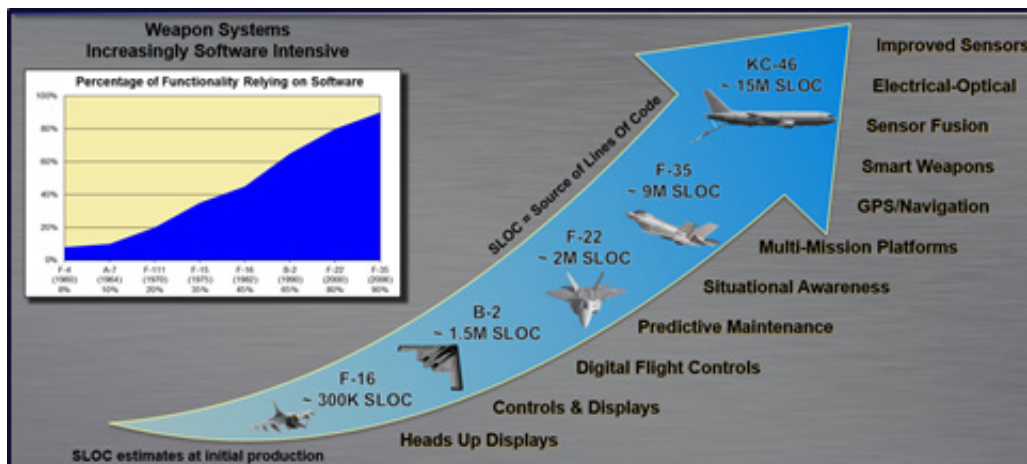 Weapon Systems
Increasingly Software Intensive
Percentage of Functionality Relying on Software
100%
80%
60%
40%
20%
0%
F-4 A-7 F-111 F-15 F-16 B-2 F-22 F-35
(1960) (1964) (1970) (1975) (1982) (1990) (2000) (2006)
8% 10% 20% 35% 45% 65% 80% 90%
SLOC = Source of Lines Of Code
KC-46
~ 15M SLOC
F-35
~ 9M SLOC
F-22
~ 2M SLOC
B-2
~ 1.5M SLOC
F-16
~ 300K SLOC
Improved Sensors
Electrical-Optical
Sensor Fusion
Smart Weapons
GPS/Navigation
Multi-Mission Platforms
Situational Awareness
Predictive Maintenance
Digital Flight Controls
Controls & Displays
Heads Up Displays
SLOC estimates at initial production